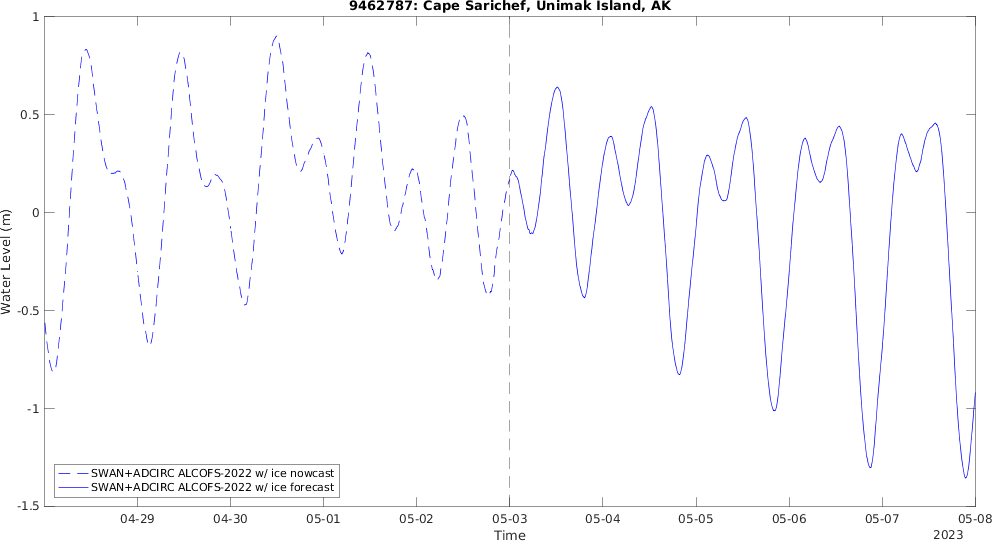 9462787: Cape Sarichef, Unimak Island, AK
1
0.5
0
-0.5
-1
-1.5
Water Level (m)
SWAN+ADCIRC ALCOFS-2022 w/ ice nowcast
SWAN+ADCIRC ALCOFS-2022 w/ ice forecast
04-29 04-30 05-01 05-02 05-03 05-04 05-05 05-06 05-07 05-08
Time
2023